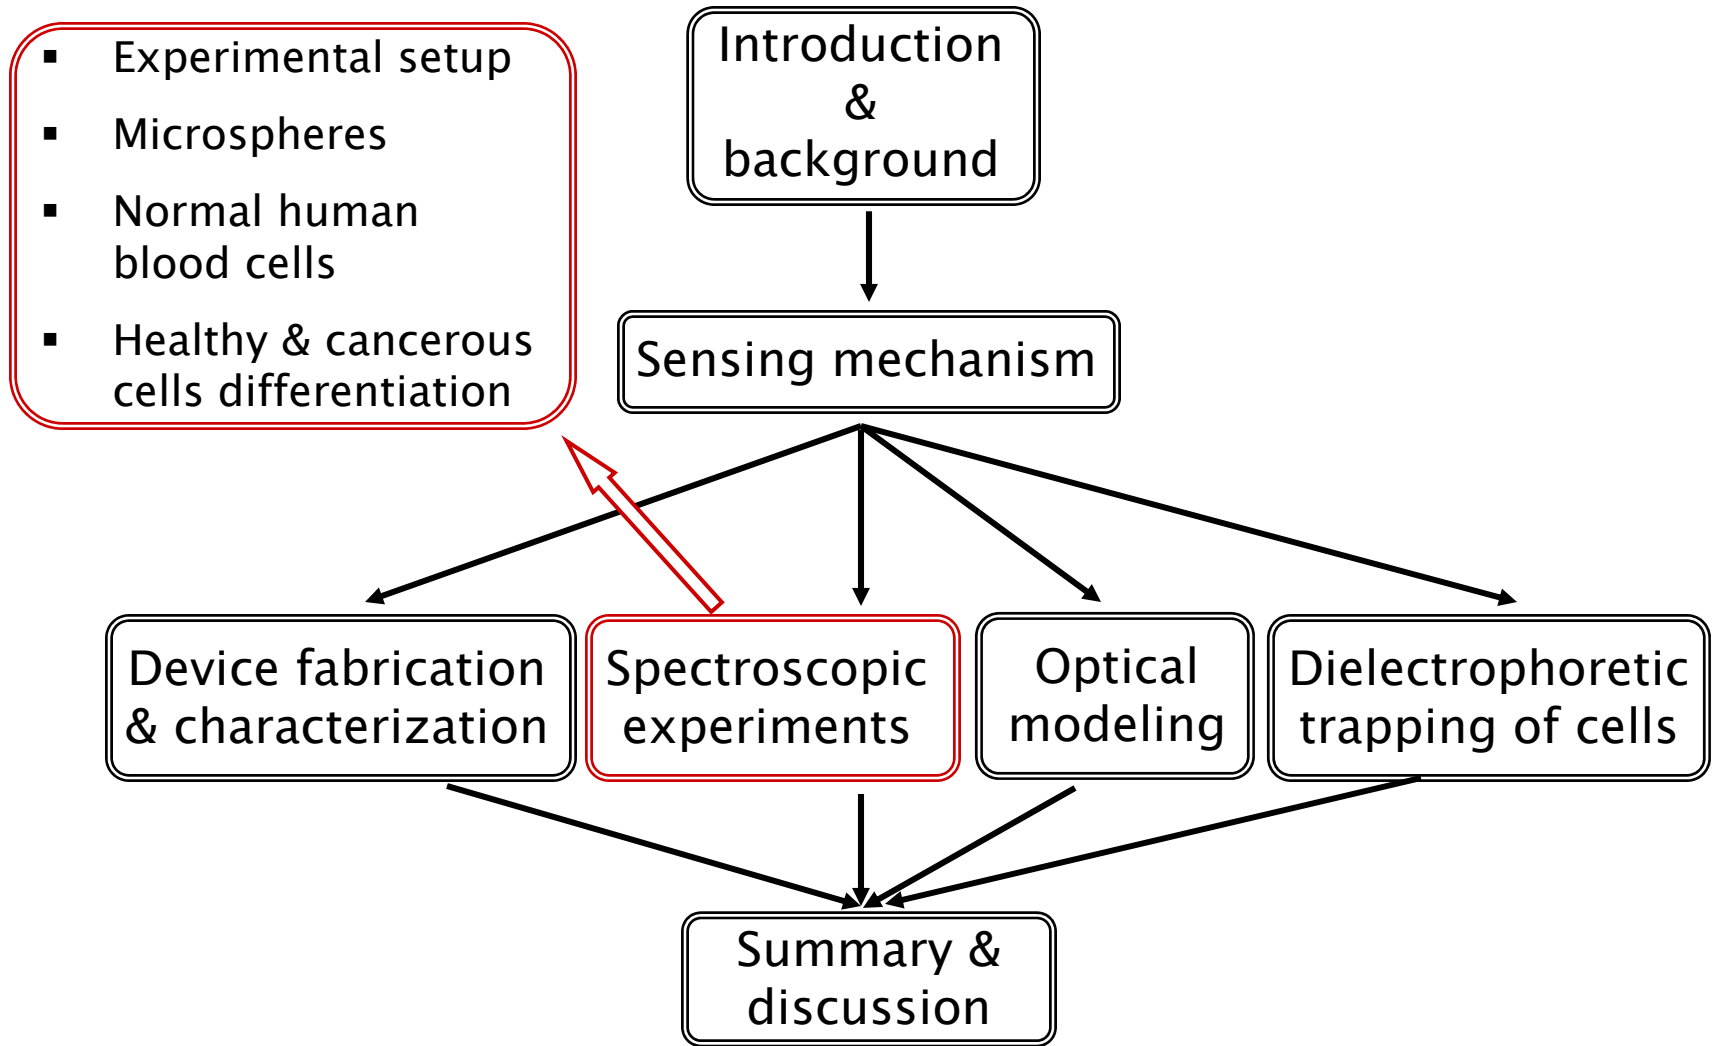 ▪ Experimental setup
▪ Microspheres
▪ Normal human
blood cells
▪ Healthy & cancerous
cells differentiation
Introduction
&
background
Sensing mechanism
Device fabrication
& characterization
Spectroscopic
experiments
Optical
modeling
Dielectrophoretic
trapping of cells
Summary &
discussion